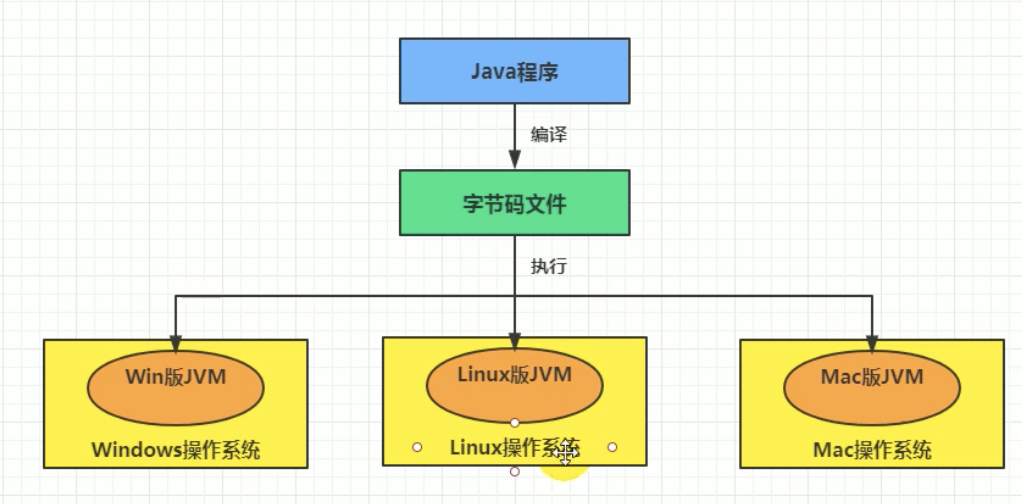 Java程序
编译
字节码文件
执行
Win版JVM
Windows操作系统
Linux版JVM
Linux操作系统
Mac版JVM
Mac操作系统